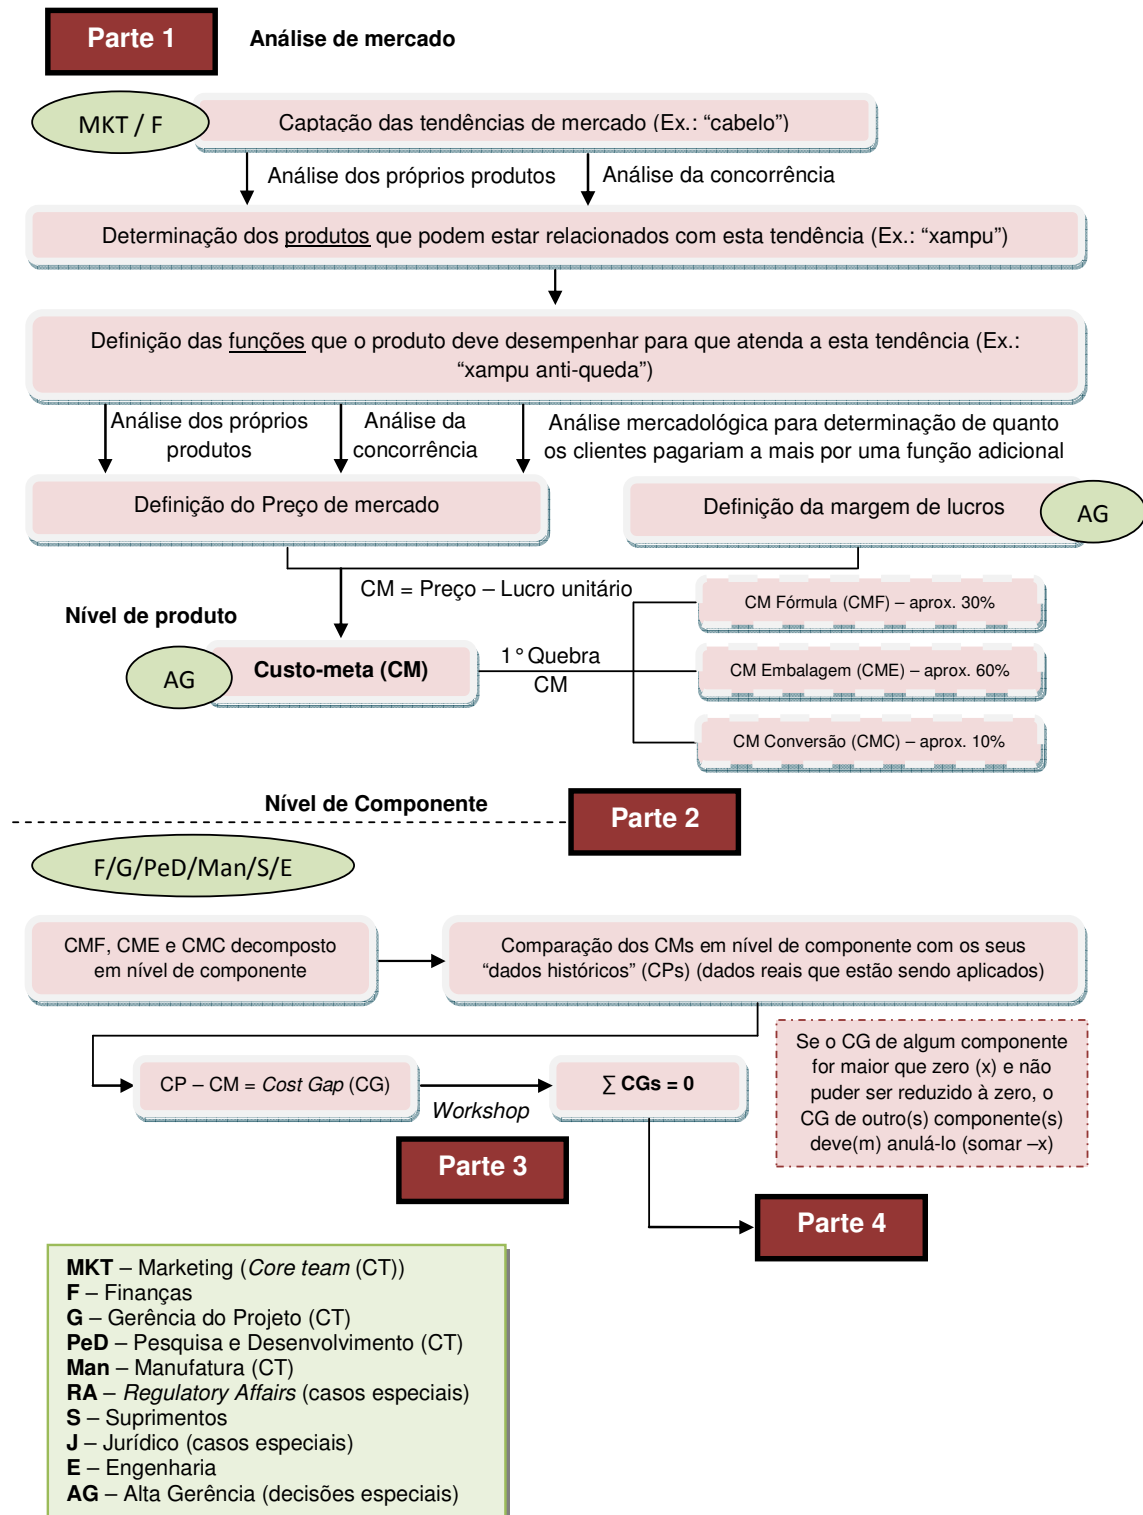 Parte 1
Análise de mercado
MKT / F
Captação das tendências de mercado (Ex.: “cabelo”)
Análise dos próprios produtos
Análise da concorrência
Determinação dos produtos que podem estar relacionados com esta tendência (Ex.: “xampu”)
Definição das funções que o produto deve desempenhar para que atenda a esta tendência (Ex.:
“xampu anti-queda”)
Análise dos próprios
produtos
Análise da
concorrência
Análise mercadológica para determinação de quanto
os clientes pagariam a mais por uma função adicional
Definição do Preço de mercado
Definição da margem de lucros
AG
CM = Preço – Lucro unitário
Nível de produto
AG
Custo-meta (CM)
1° Quebra
CM
CM Fórmula (CMF) – aprox. 30%
CM Embalagem (CME) – aprox. 60%
CM Conversão (CMC) – aprox. 10%
Nível de Componente
Parte 2
F/G/PeD/Man/S/E
CMF, CME e CMC decomposto
em nível de componente
Comparação dos CMs em nível de componente com os seus
“dados históricos” (CPs) (dados reais que estão sendo aplicados)
CP – CM = Cost Gap (CG)
Workshop
∑ CGs = 0
Se o CG de algum componente
for maior que zero (x) e não
puder ser reduzido à zero, o
CG de outro(s) componente(s)
deve(m) anulá-lo (somar –x)
Parte 3
Parte 4
MKT – Marketing (Core team (CT))
F – Finanças
G – Gerência do Projeto (CT)
PeD – Pesquisa e Desenvolvimento (CT)
Man – Manufatura (CT)
RA – Regulatory Affairs (casos especiais)
S – Suprimentos
J – Jurídico (casos especiais)
E – Engenharia
AG – Alta Gerência (decisões especiais)